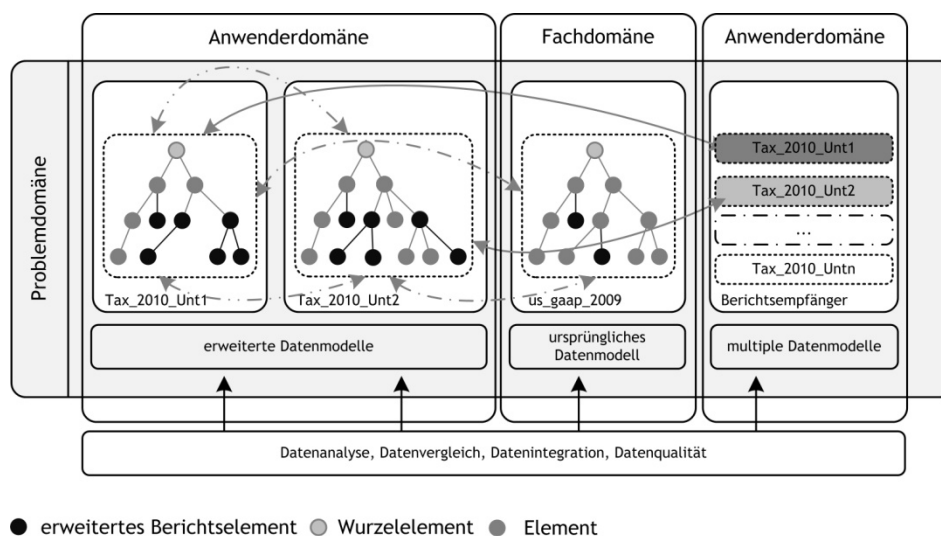 Anwenderdomäne
Fachdomäne
Anwenderdomäne
Problemdomäne
Tax_2010_Unt1
Tax_2010_Unt2
us_gaap_2009
Tax_2010_Unt1
Tax_2010_Unt2
...
Tax_2010_Untn
Berichtsempfänger
erweiterte Datenmodelle
ursprüngliches
Datenmodell
multiple Datenmodelle
Datenanalyse, Datenvergleich, Datenintegration, Datenqualität
erweitertes Berichtselement
Wurzelelement
Element